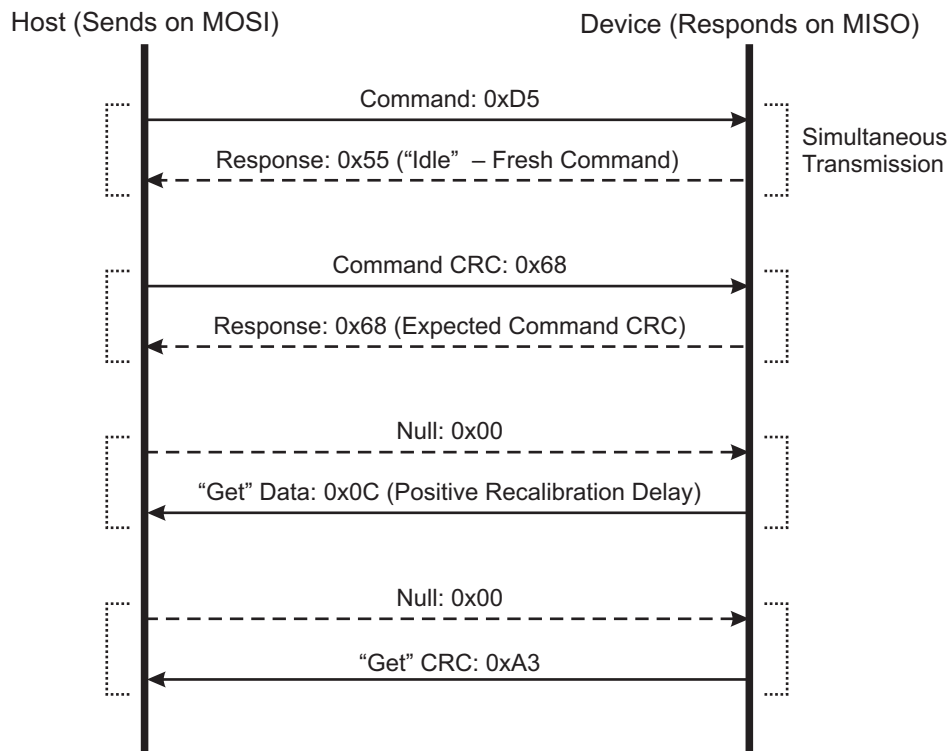 Host (Sends on MOSI)
Device (Responds on MISO)
Command: 0xD5
Response: 0x55 (“Idle” – Fresh Command)
Simultaneous
Transmission
Command CRC: 0x68
Response: 0x68 (Expected Command CRC)
Null: 0x00
“Get” Data: 0x0C (Positive Recalibration Delay)
Null: 0x00
“Get” CRC: 0xA3